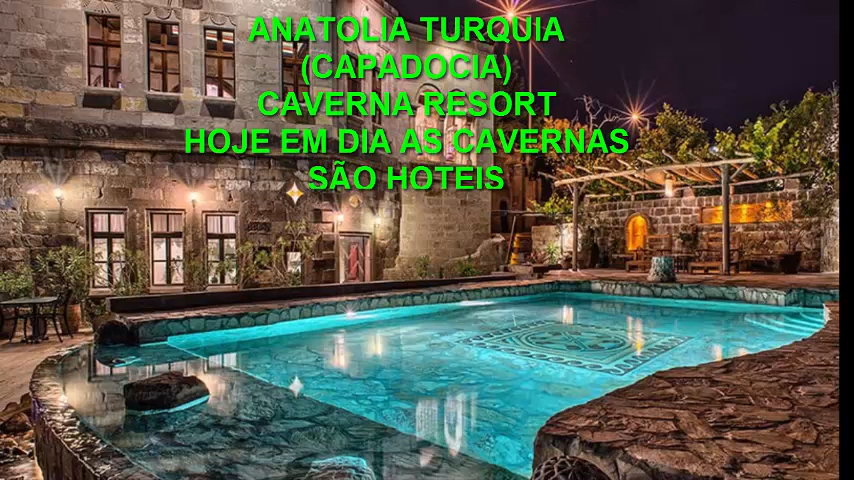 ANATOLIA TURQUIA
(CAPADOCIA)
CAVERNA RESORT
HOJE EM DIA AS CAVERNAS
SÃO HOTEIS